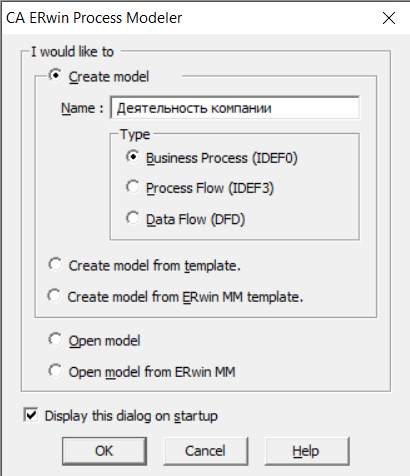 CA ERwin Process Modeler
I would like to
Create model
Name : Деятельность компании
Type
Business Process (IDEF0)
Process Flow (IDEF3)
Data Flow (DFD)
Create model from template.
Create model from ERwin MM template.
Open model
Open model from ERwin MM
Display this dialog on startup
OK Cancel Help